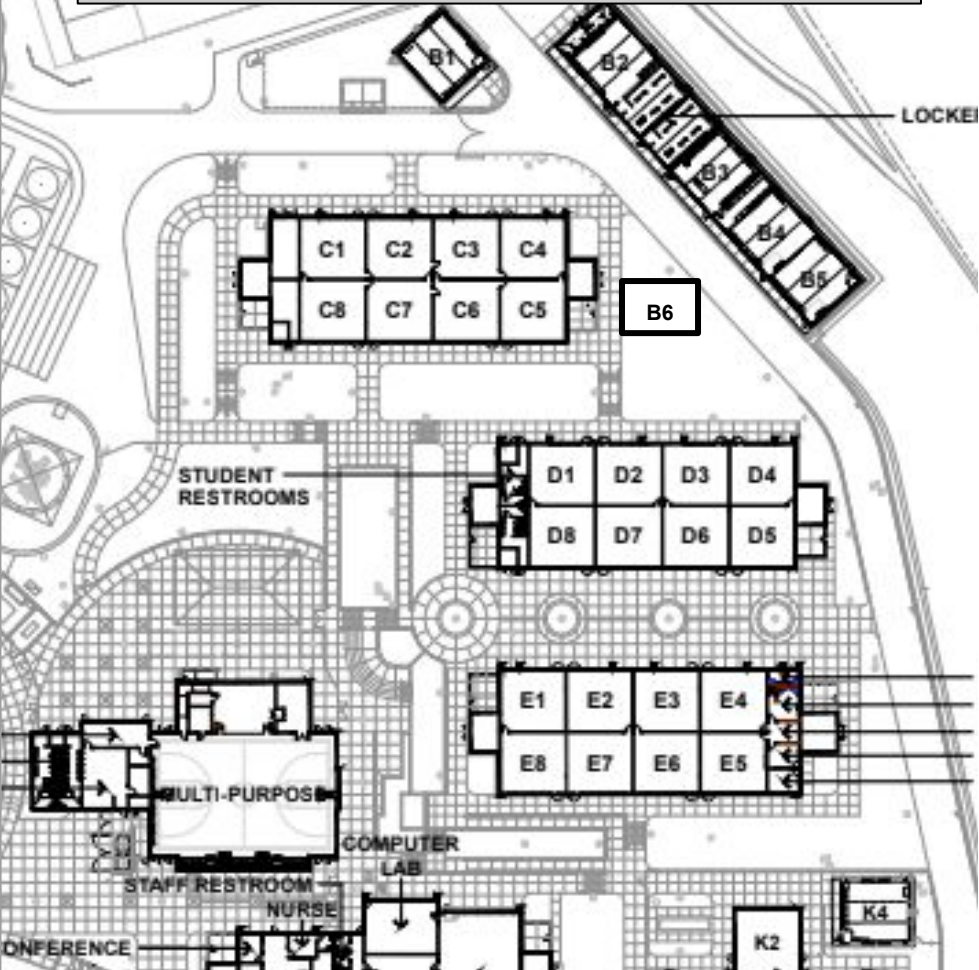 B1
B2
LOCKE
B3
B4
B5
C1 C2 C3 C4
C8 C7 C6 C5
B6
STUDENT
RESTROOMS
D1 D2 D3 D4
D8 D7 D6 D5
E1 E2 E3 E4
E8 E7 E6 E5
MULTI-PURPOSE
COMPUTER
LAB
STAFF RESTROOM
NURSE
ONFERENCE
K4
K2